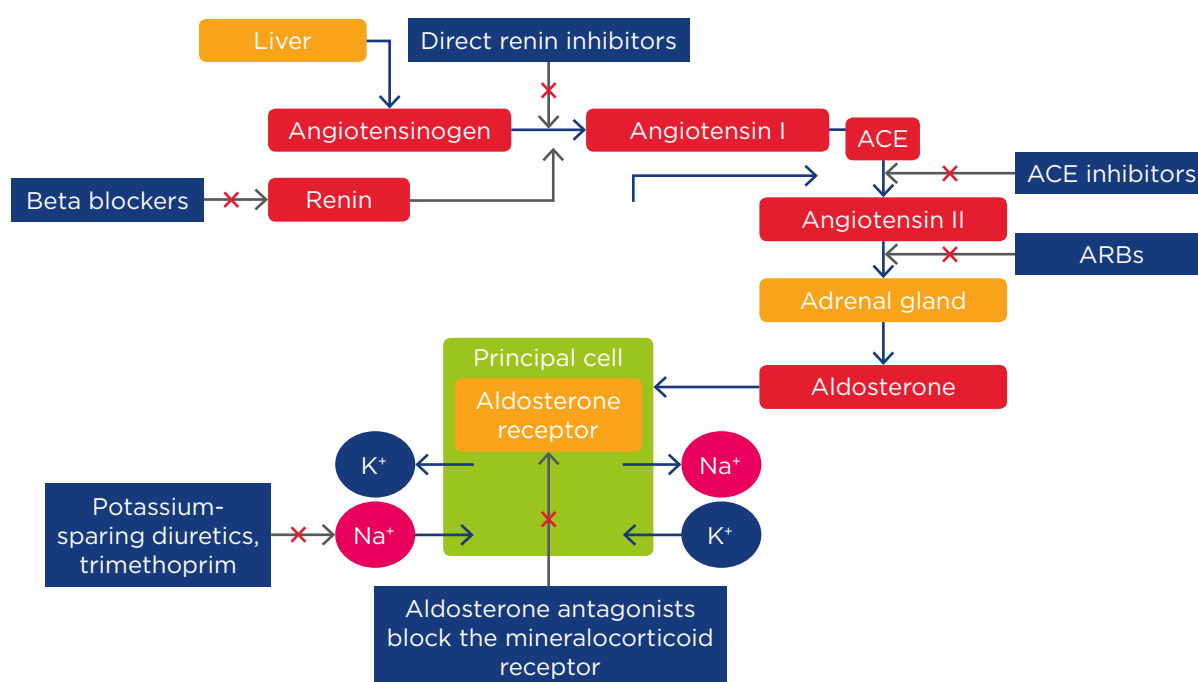 Liver
Direct renin inhibitors
Angiotensinogen
Angiotensin I
ACE
ACE inhibitors
Beta blockers
Renin
Angiotensin II
ARBs
Adrenal gland
Principal cell
Aldosterone
Aldosterone
receptor
K⁺
Na⁺
Potassium-
sparing diuretics,
trimethoprim
Na⁺
K⁺
Aldosterone antagonists
block the mineralocorticoid
receptor